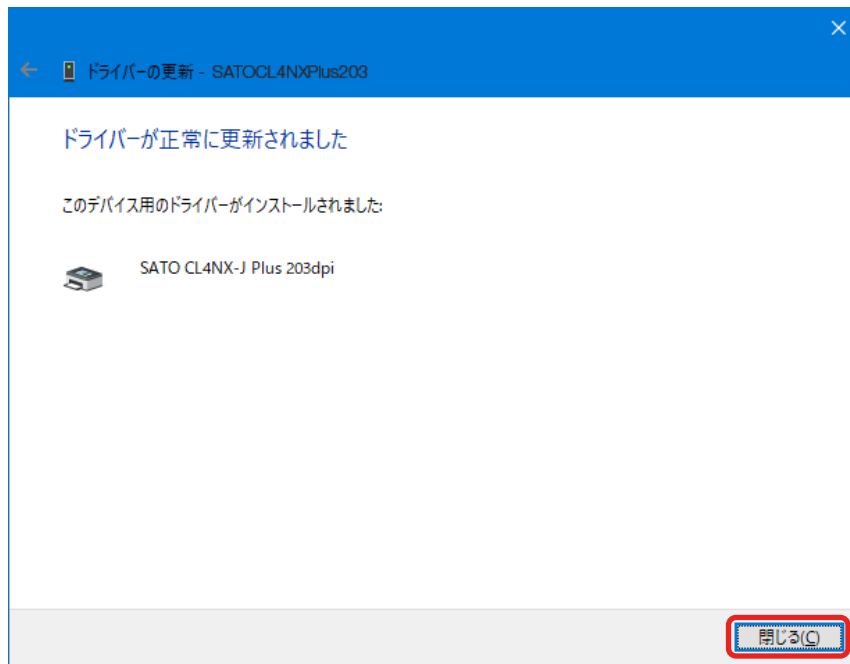 ドライバーの更新 - SATOCL4NXPlus203
ドライバーが正常に更新されました
このデバイス用のドライバーがインストールされました:
SATO CL4NX-J Plus 203dpi
閉じる(C)